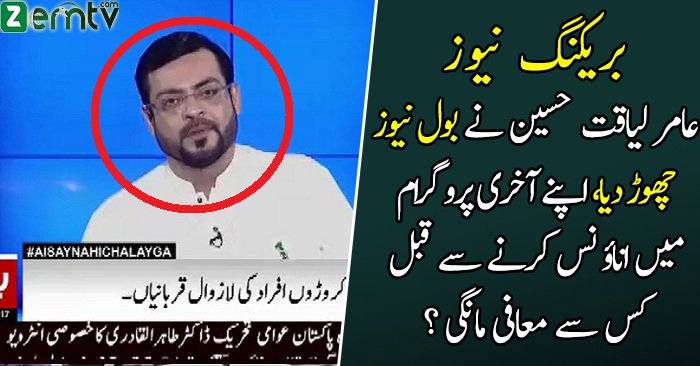 zerntv.com
بریکنگ نیوز
عامر لیاقت حسین نے بول نیوز
چھوڑ دیا، اپنے آخری پروگرام
میں اناؤنس کرنے سے قبل
کس سے معافی مانگی ؟
#AISAYNAHICHALAYGA
کروڑوں افراد کی لازوال قربانیاں۔
پاکستان عوامی تحریک ڈاکٹر طاہر القادری کا خصوصی انٹرویو